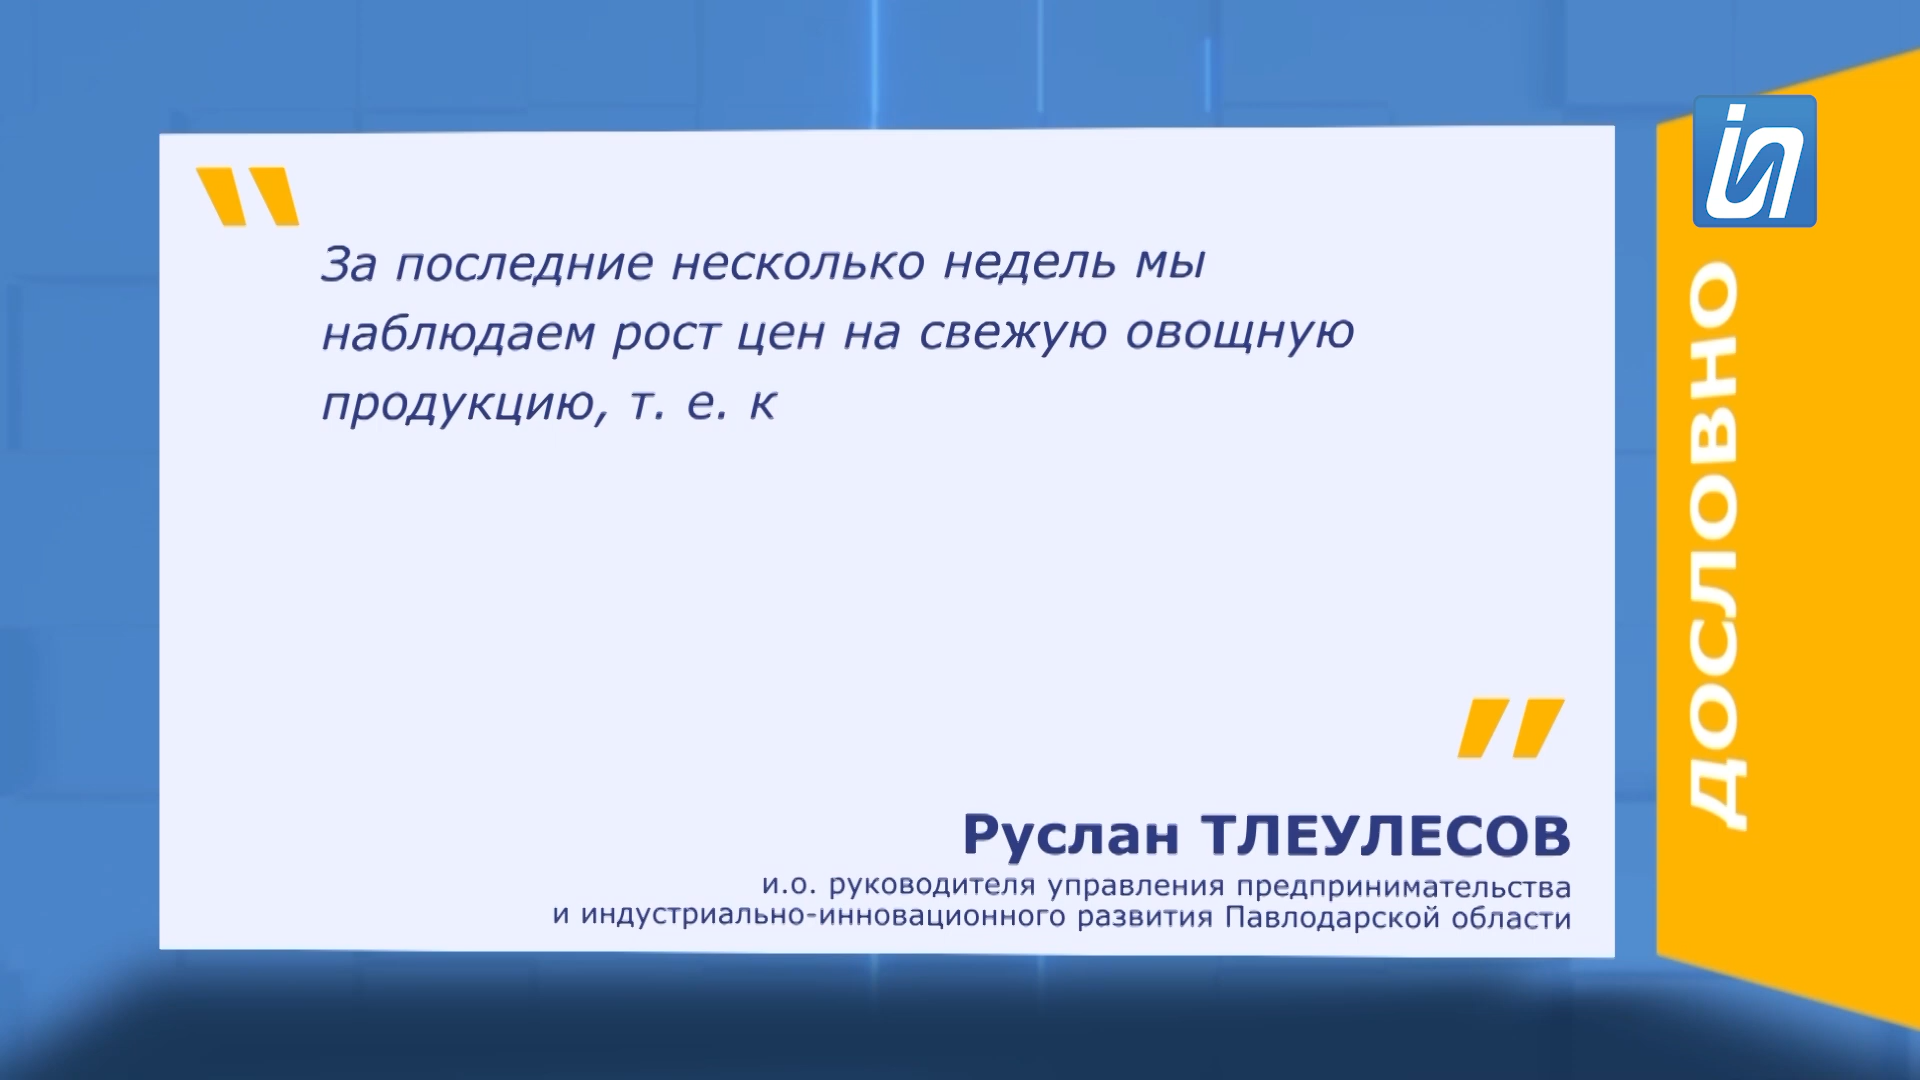 За последние несколько недель мы
наблюдаем рост цен на свежую овощную
продукцию, т. е. к
Руслан ТЛЕУЛЕСОВ
и.о. руководителя управления предпринимательства
и индустриально-инновационного развития Павлодарской области
ДОСЛОВНО